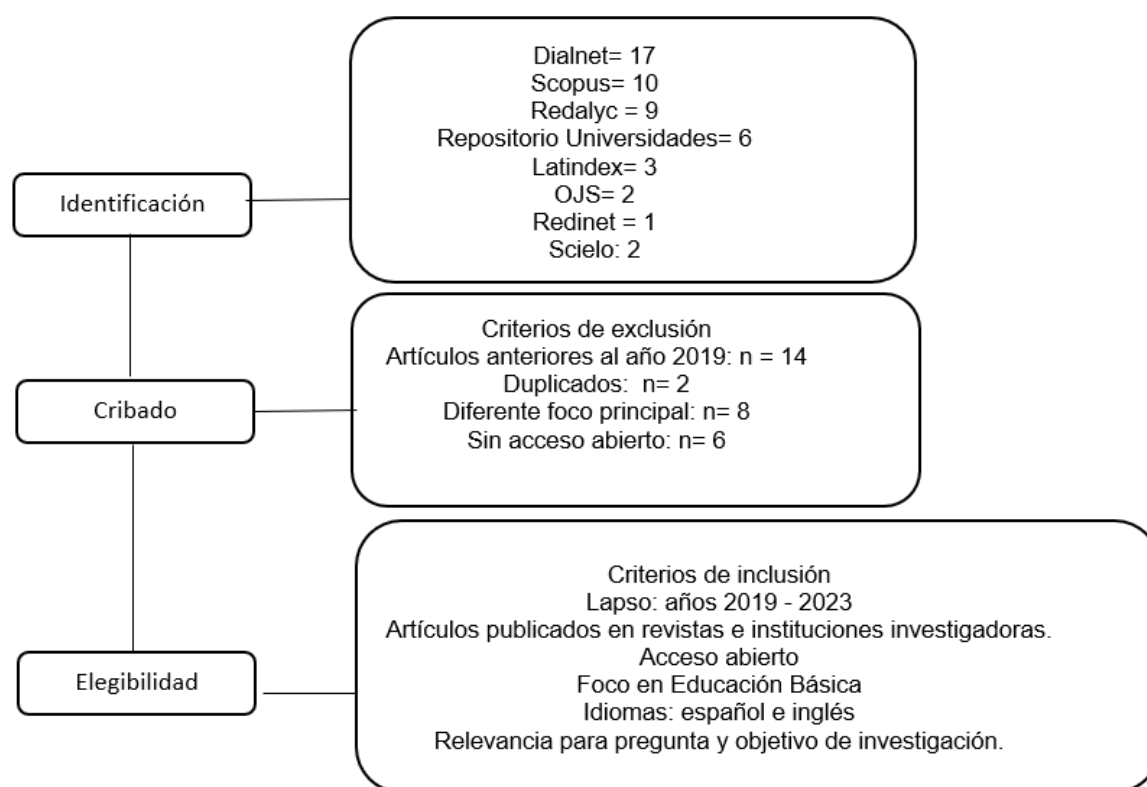 Identificación
Dialnet= 17
Scopus= 10
Redalyc = 9
Repositorio Universidades= 6
Latindex= 3
OJS= 2
Redinet = 1
Scielo: 2
Cribado
Criterios de exclusión
Artículos anteriores al año 2019: n = 14
Duplicados: n= 2
Diferente foco principal: n= 8
Sin acceso abierto: n= 6
Elegibilidad
Criterios de inclusión
Lapso: años 2019 - 2023
Artículos publicados en revistas e instituciones investigadoras.
Acceso abierto
Foco en Educación Básica
Idiomas: español e inglés
Relevancia para pregunta y objetivo de investigación.